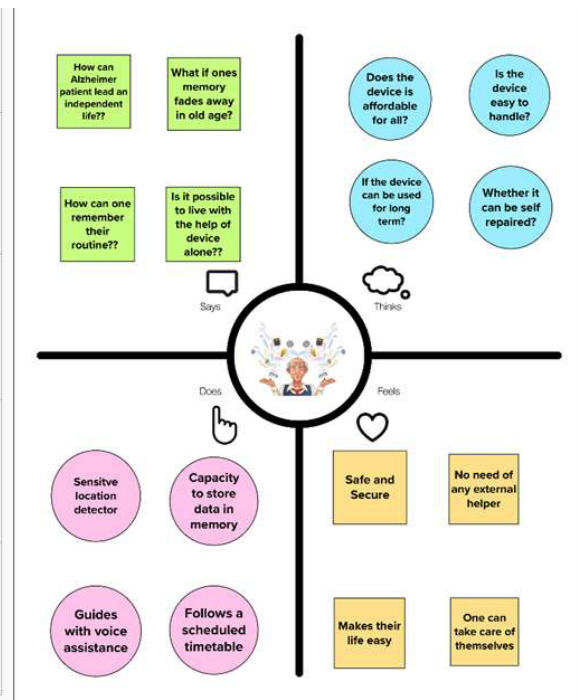 How can
Alzheimer
patient lead an
independent
life??
What if ones
memory
fades away
in old age?
How can one
remember
their
routine??
Is it possible
to live with
the help of
device
alone??
Says
Does the
device is
affordable
for all?
Is the
device
easy to
handle?
If the device
can be used
for long
term?
Whether it
can be self
repaired?
Thinks
Does
Sensitve
location
detector
Capacity
to store
data in
memory
Guides
with voice
assistance
Follows a
scheduled
timetable
Feels
Safe and
Secure
No need of
any external
helper
Makes their
life easy
One can
take care of
themselves